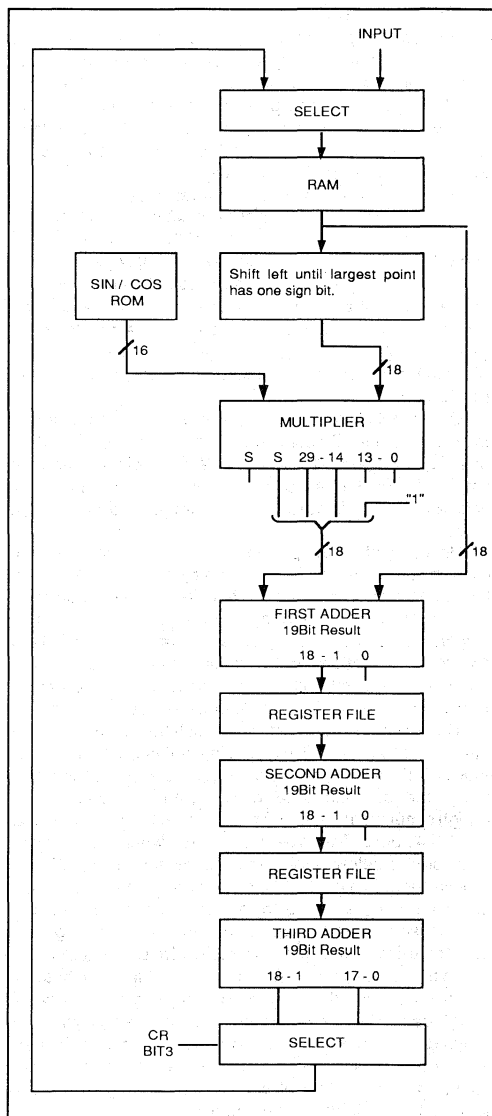 INPUT
SELECT
RAM
SIN / COS
ROM
Shift left until largest point
has one sign bit.
16
18
MULTIPLIER
S S 29 - 14 13 - 0
"1"
18
18
FIRST ADDER
19Bit Result
18 - 1 0
REGISTER FILE
SECOND ADDER
19Bit Result
18 - 1 0
REGISTER FILE
THIRD ADDER
19Bit Result
18 - 1 17 - 0
CR
BIT3
SELECT